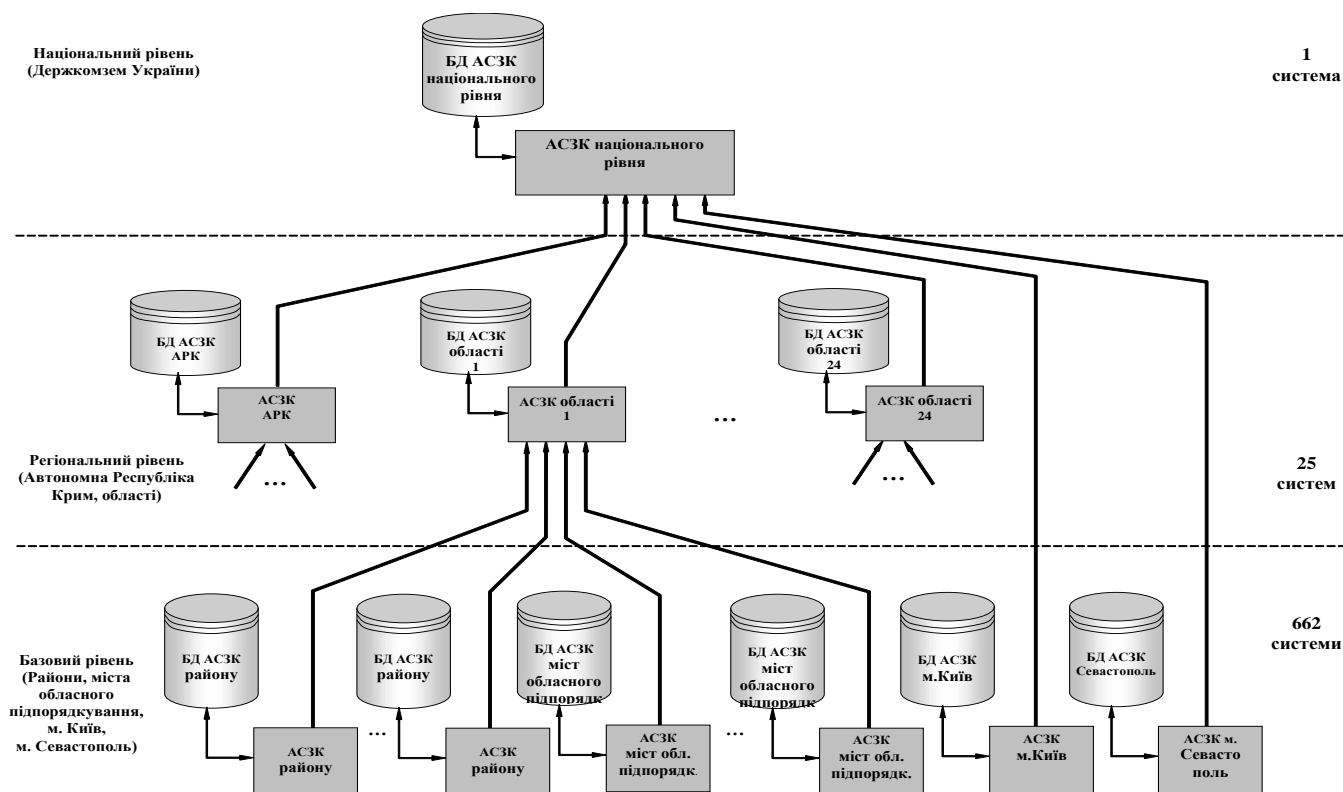 Національний рівень
(Держкомзем України)
БД АСЗК
національного
рівня
1
система
АСЗК національного
рівня
БД АСЗК
АРК
БД АСЗК
області
1
БД АСЗК
області
24
АСЗК
АРК
АСЗК області
1
...
АСЗК області
24
Регіональний рівень
(Автономна Республіка
Крим, області)
...
...
25
систем
Базовий рівень
(Райони, міста
обласного
підпорядкування,
м. Київ,
м. Севастополь)
БД АСЗК
району
БД АСЗК
району
БД АСЗК
міст
обласного
підпорядк
БД АСЗК
міст
обласного
підпорядк
БД АСЗК
м.Київ
БД АСЗК
Севастополь
662
системи
АСЗК
району
...
АСЗК
району
АСЗК
міст обл.
підпорядк.
...
АСЗК
міст обл.
підпорядк.
АСЗК
м.Київ
АСЗК м.
Севасто
поль